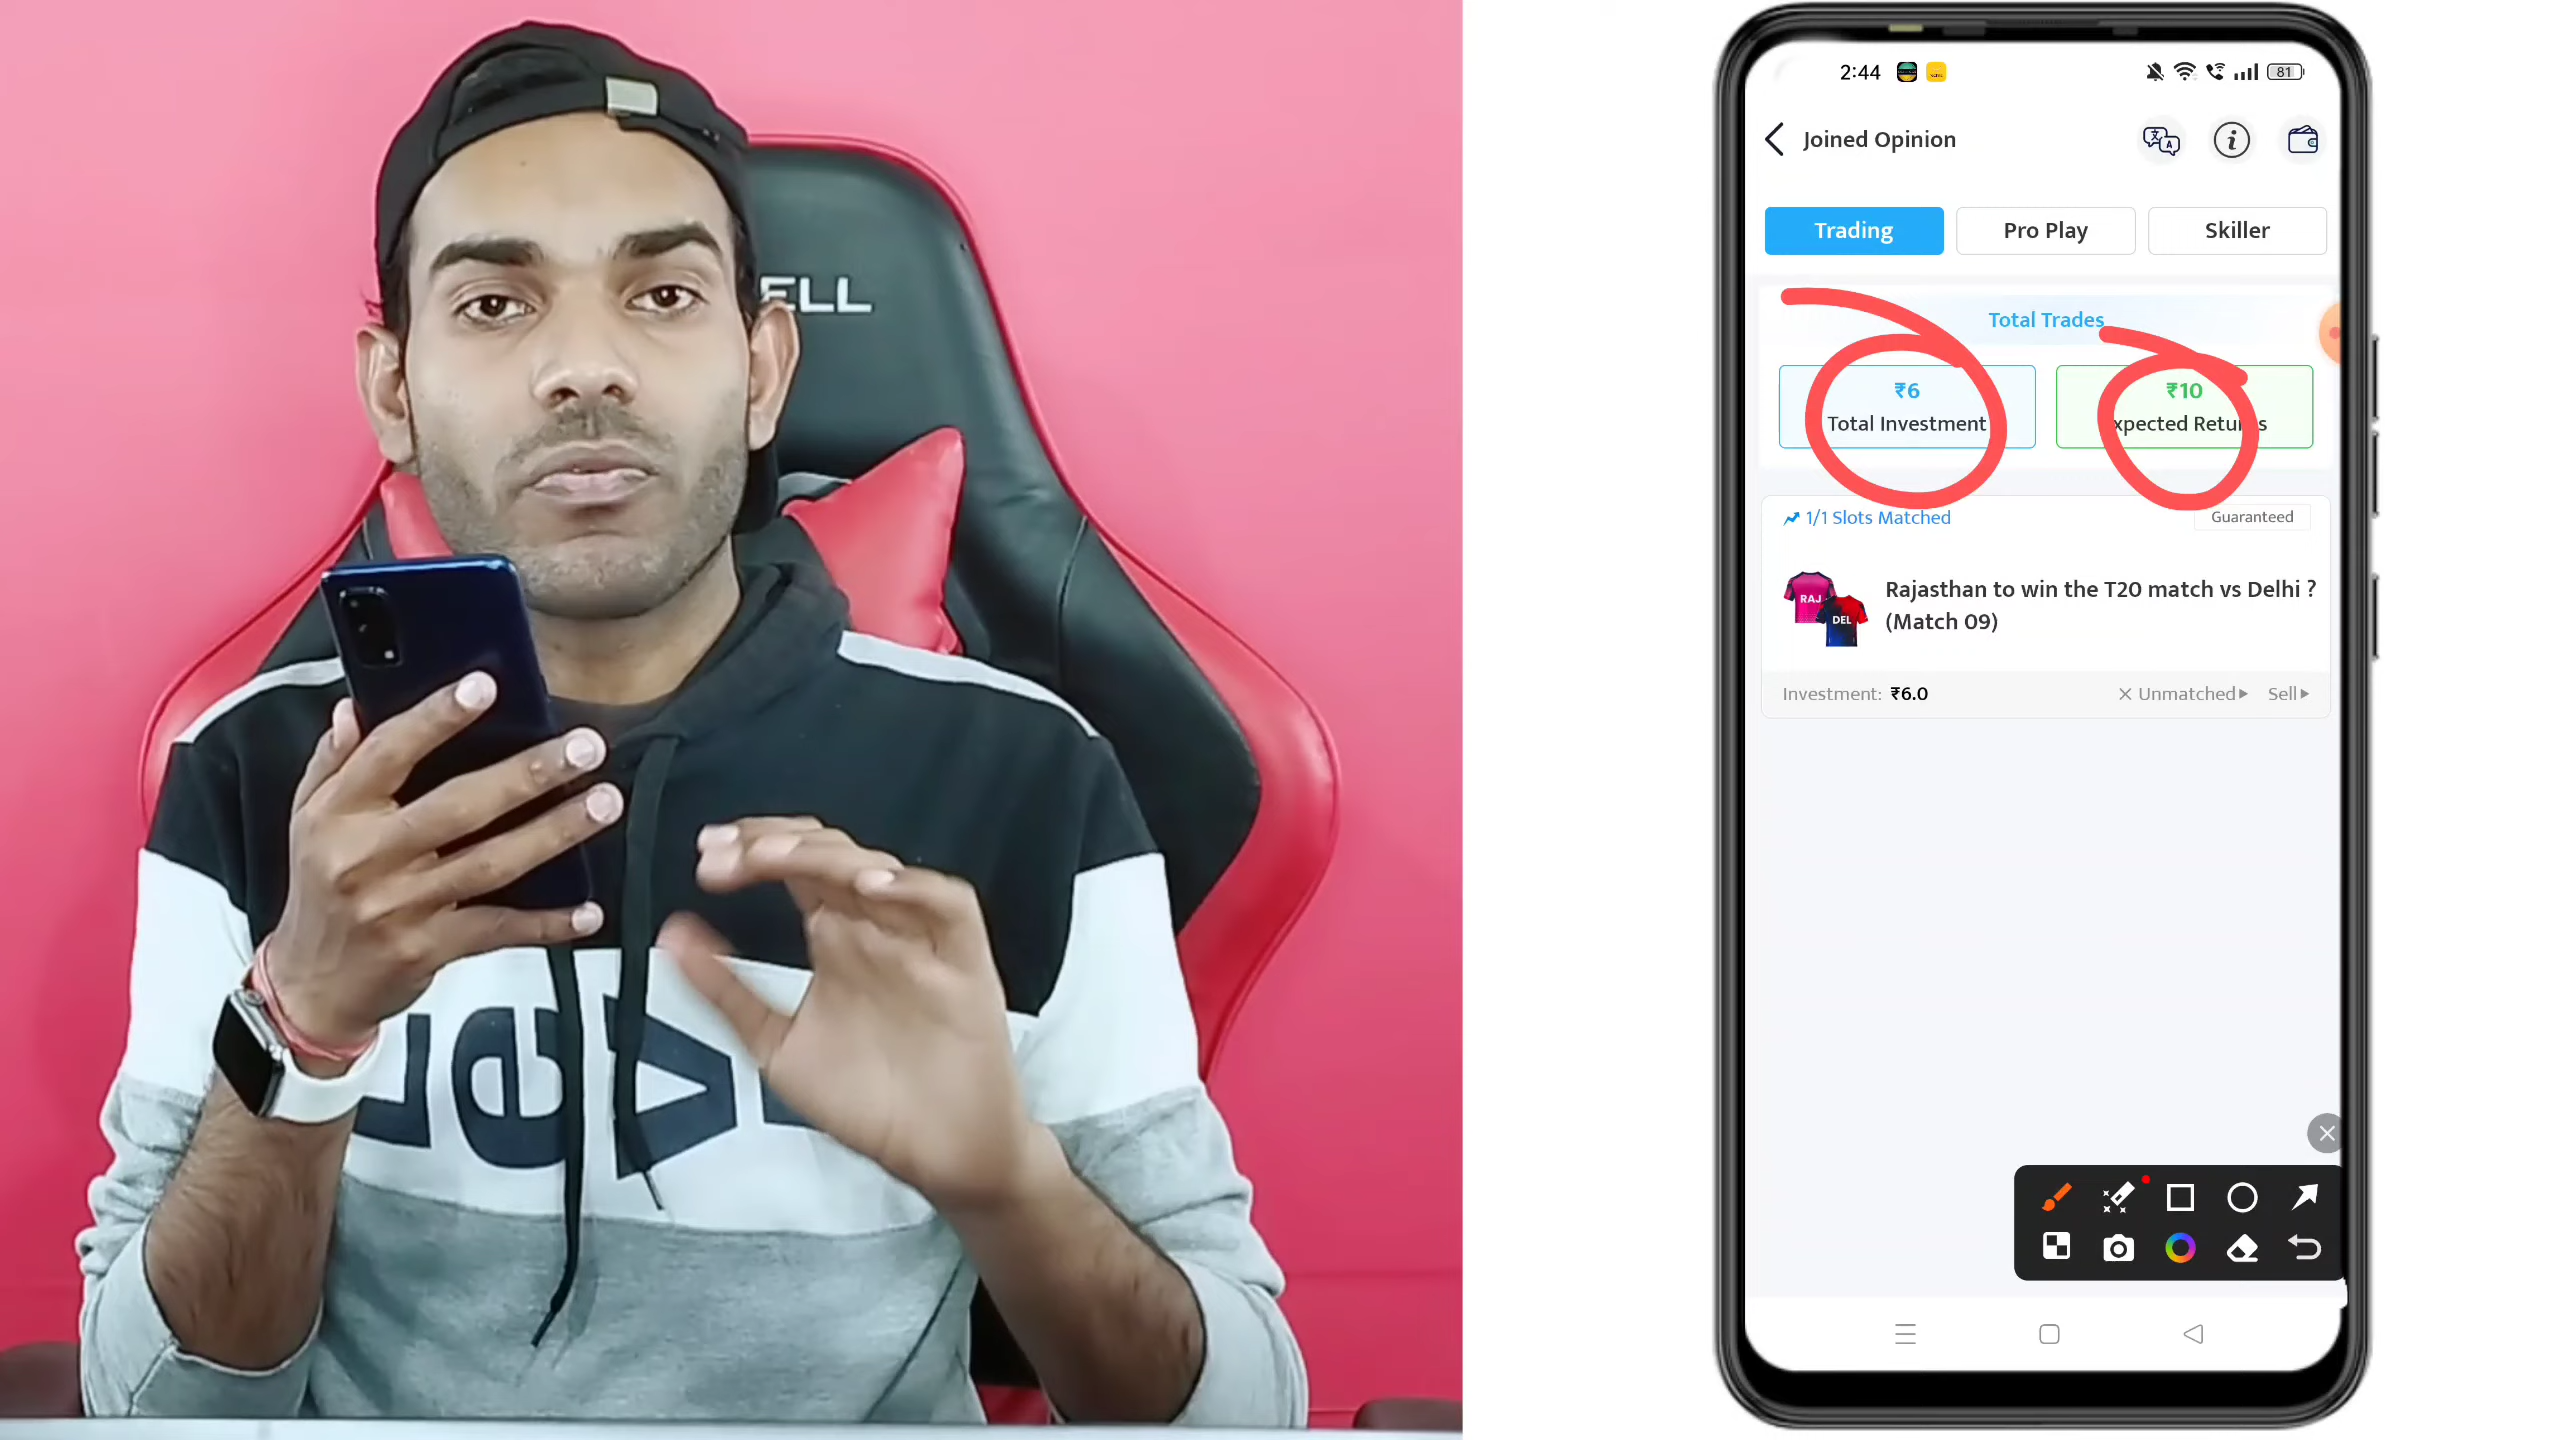 ELL
Lev
2:44
81
Joined Opinion
Trading
Pro Play
Skiller
Total Trades
₹6
Total Investment
₹10
xpected Returns
1/1 Slots Matched
Guaranteed
RAJ
DEL
Rajasthan to win the T20 match vs Delhi ?
(Match 09)
Investment: ₹6.0
Unmatched
Sell